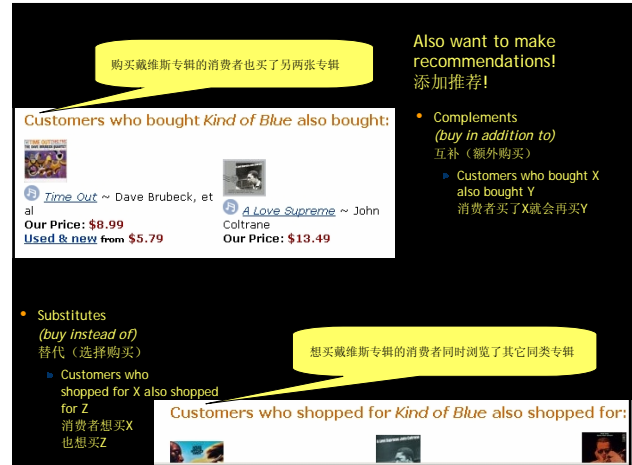 Also want to make
recommendations!
添加推荐!
购买戴维斯专辑的消费者也买了另两张专辑
Customers who bought Kind of Blue also bought:
Time Out ~ Dave Brubeck, et
al
Our Price: $8.99
Used & new from $5.79
A Love Supreme ~ John
Coltrane
Our Price: $13.49
• Complements
(buy in addition to)
互补（额外购买）
Customers who bought X
also bought Y
消费者买了X就会再买Y
• Substitutes
(buy instead of)
替代（选择购买）
Customers who
shopped for X also shopped
for Z
消费者想买X
也想买Z
想买戴维斯专辑的消费者同时浏览了其它同类专辑
Customers who shopped for Kind of Blue also shopped for: